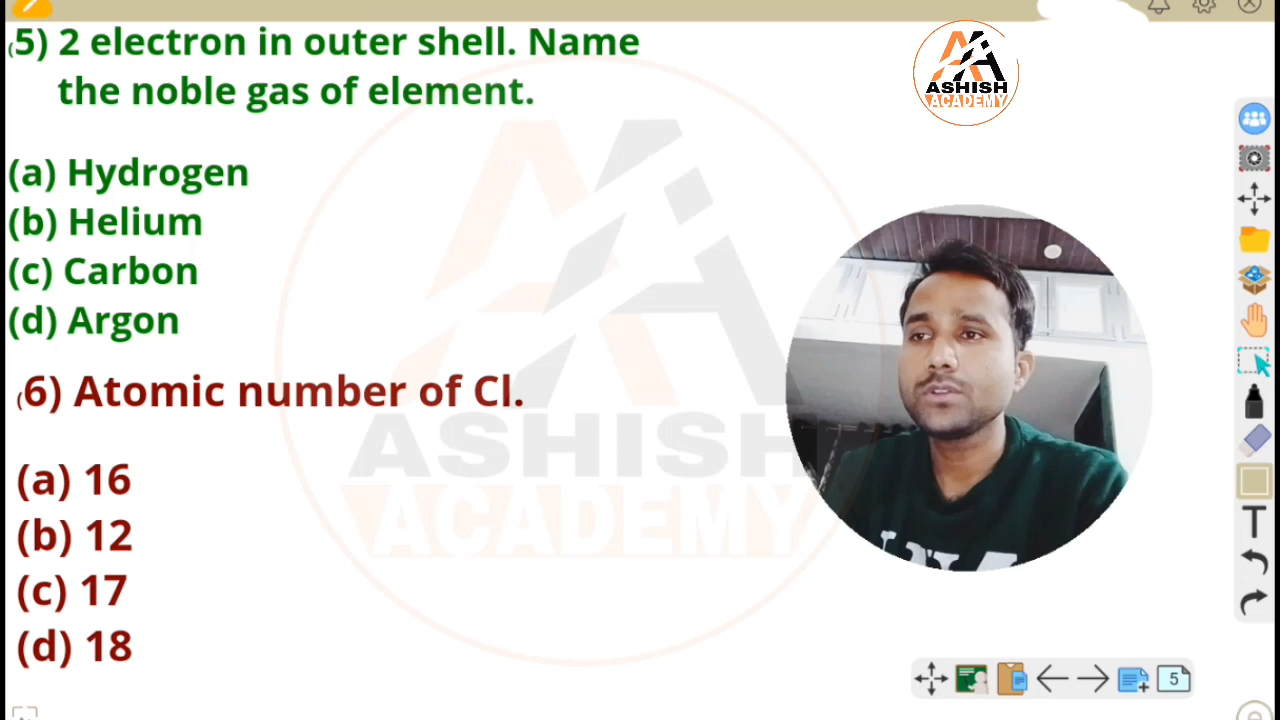 (5) 2 electron in outer shell. Name
the noble gas of element.
(a) Hydrogen
(b) Helium
(c) Carbon
(d) Argon
(6) Atomic number of Cl.
(a) 16
(b) 12
(c) 17
(d) 18
ASHISH
ACADEMY
ASHISH
ACADEMY
T
5